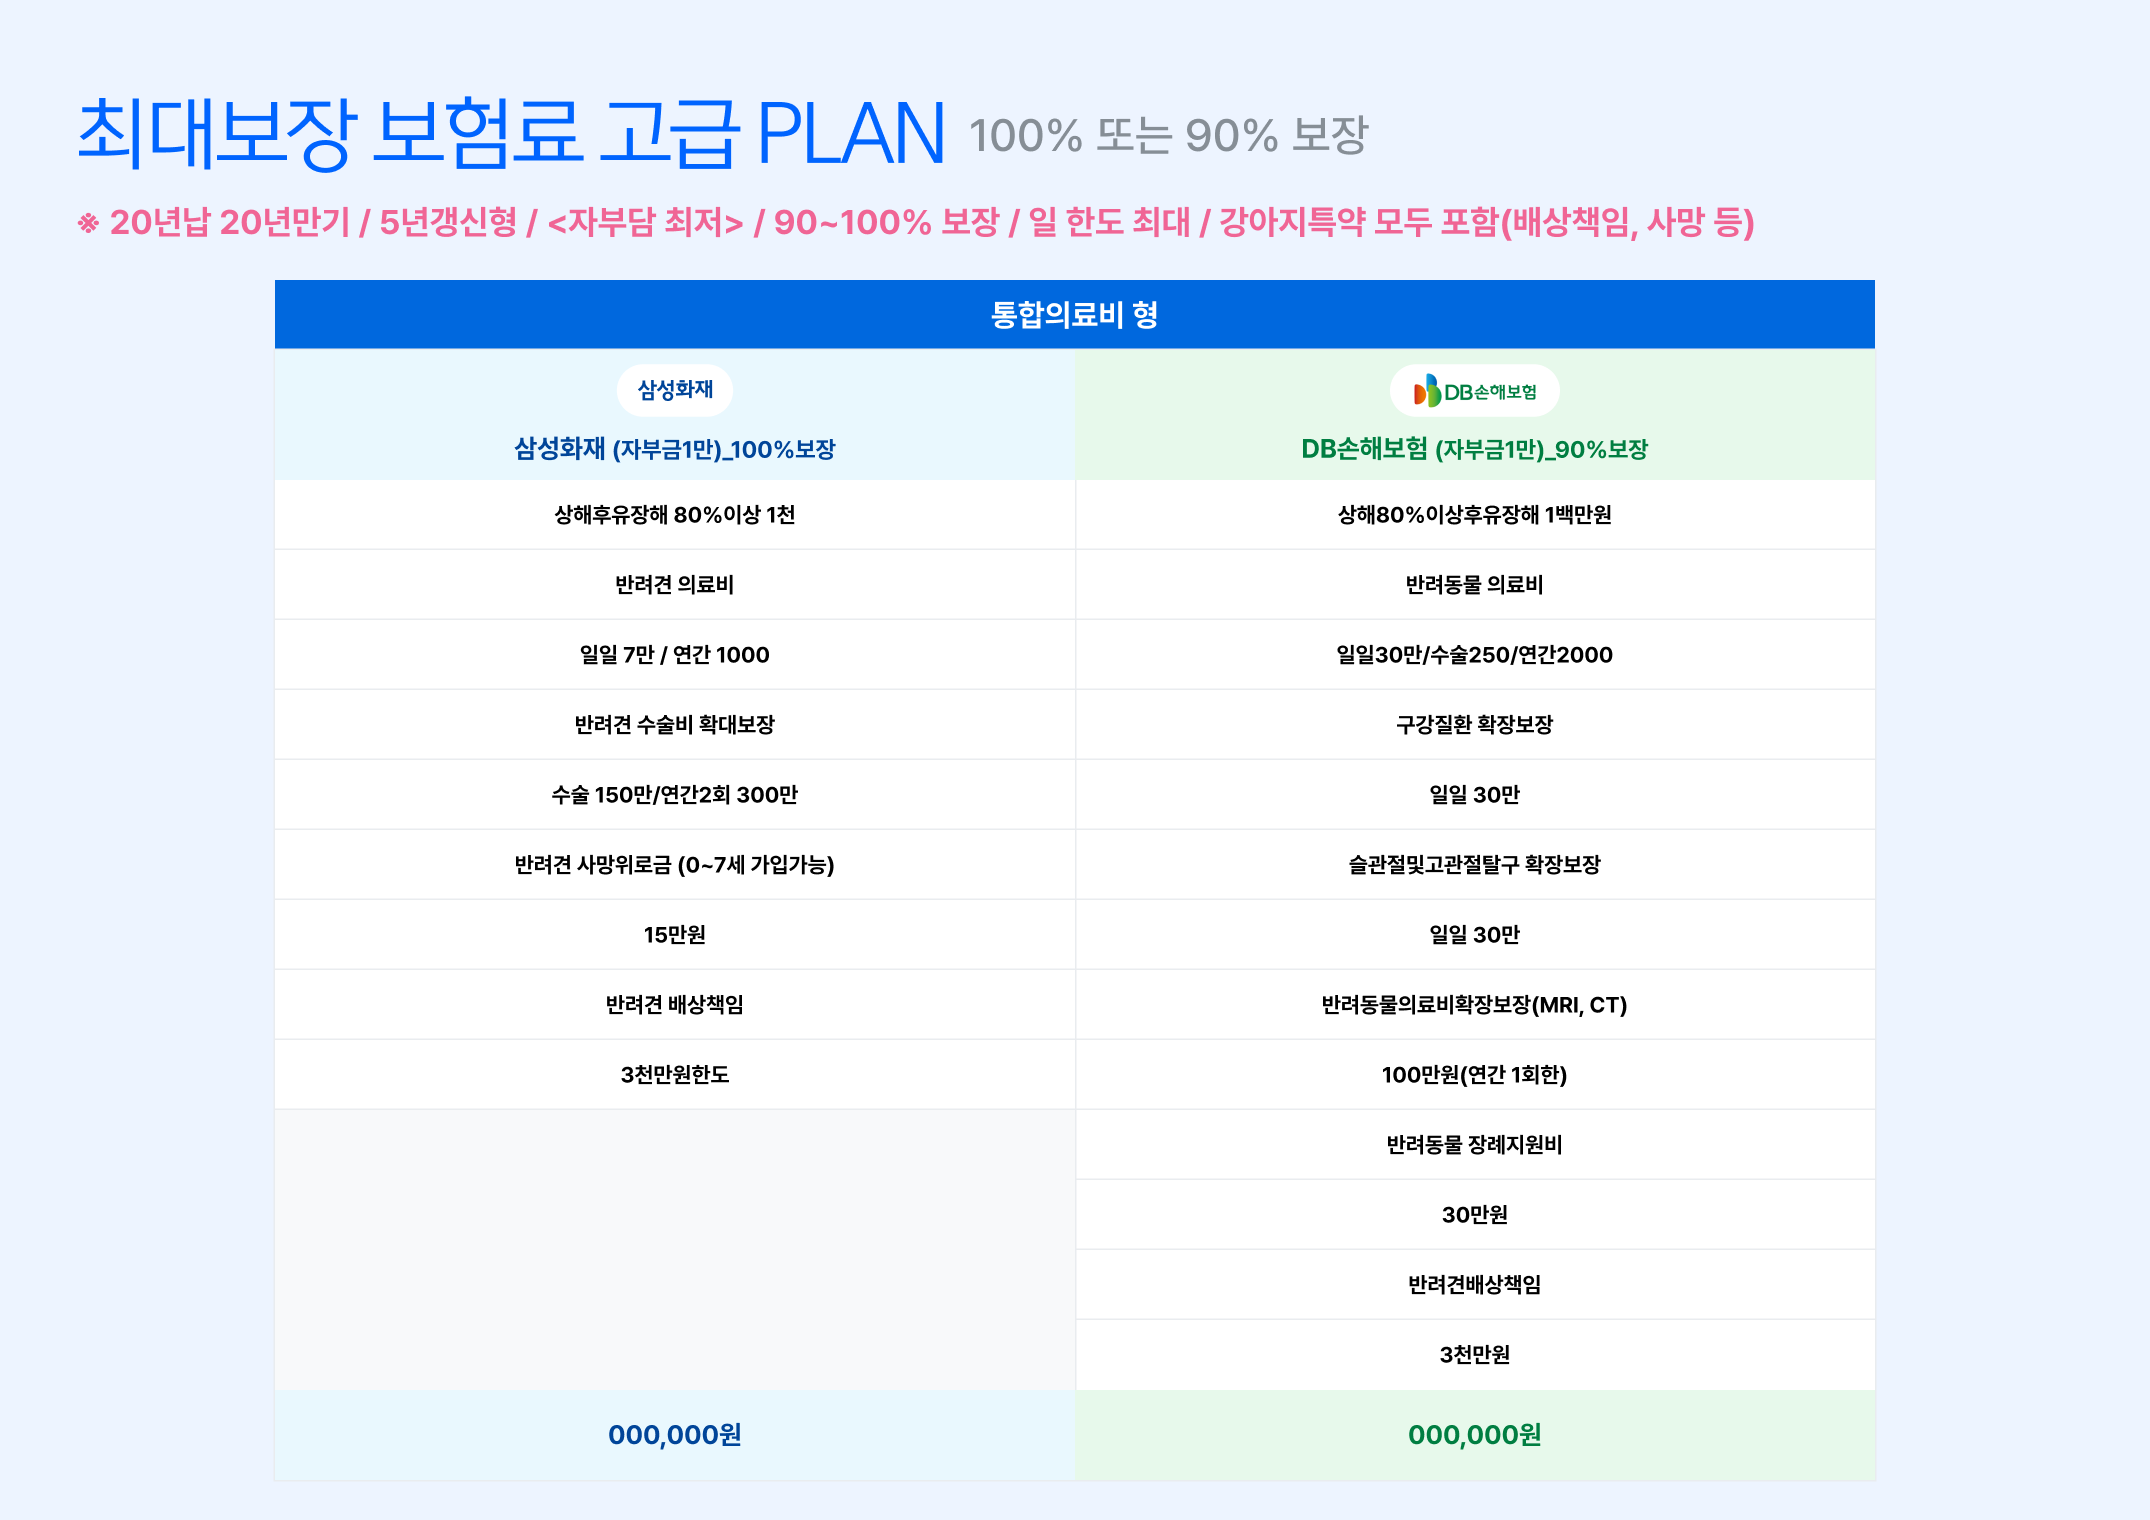 최대보장 보험료 고급 PLAN 100% 또는 90% 보장
※ 20년납 20년만기 / 5년갱신형 / <자부담 최저> / 90~100% 보장 / 일 한도 최대 / 강아지특약 모두 포함(배상책임, 사망 등)
통합의료비 형
삼성화재
DB손해보험
삼성화재 (자부금1만)_100%보장
DB손해보험 (자부금1만)_90%보장
상해후유장해 80%이상 1천
상해80%이상후유장해 1백만원
반려견 의료비
반려동물 의료비
일일 7만 / 연간 1000
일일30만/수술250/연간2000
반려견 수술비 확대보장
구강질환 확장보장
수술 150만/연간2회 300만
일일 30만
반려견 사망위로금 (0~7세 가입가능)
슬관절및고관절탈구 확장보장
15만원
일일 30만
반려견 배상책임
반려동물의료비확장보장(MRI, CT)
3천만원한도
100만원(연간 1회한)
반려동물 장례지원비
30만원
반려견배상책임
3천만원
000,000원
000,000원